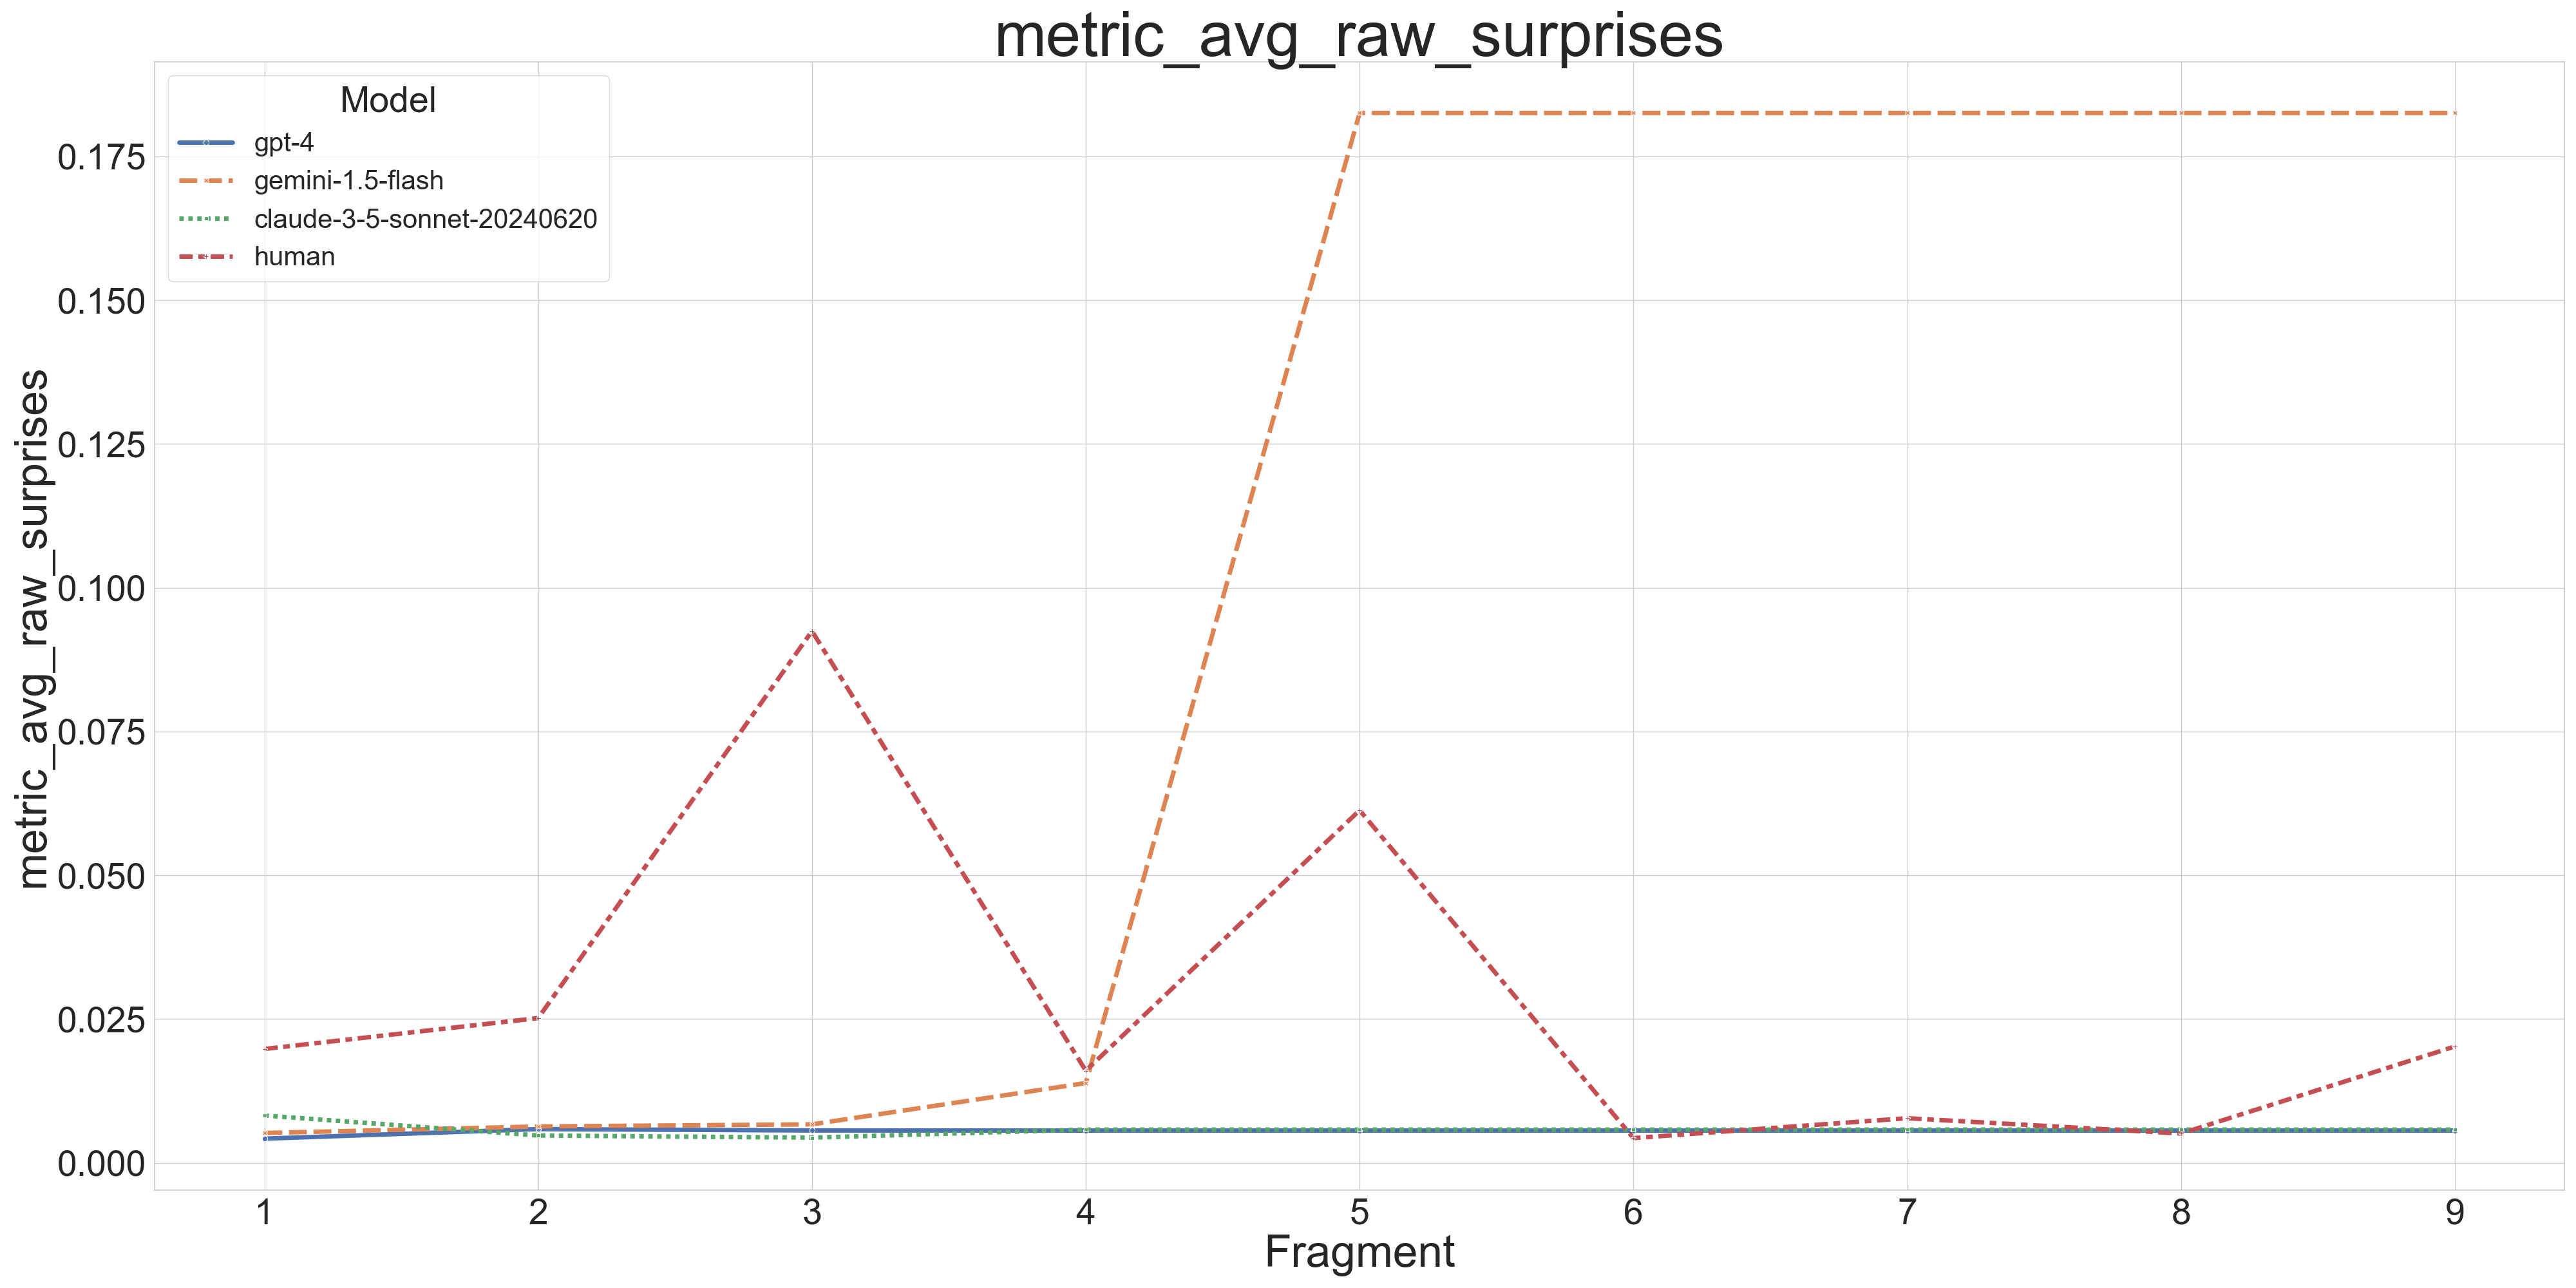 metric_avg_raw_surprises
Model
gpt-4
gemini-1.5-flash
claude-3-5-sonnet-20240620
human
metric_avg_raw_surprises
0.175
0.150
0.125
0.100
0.075
0.050
0.025
0.000
1 2 3 4 5 6 7 8 9
Fragment